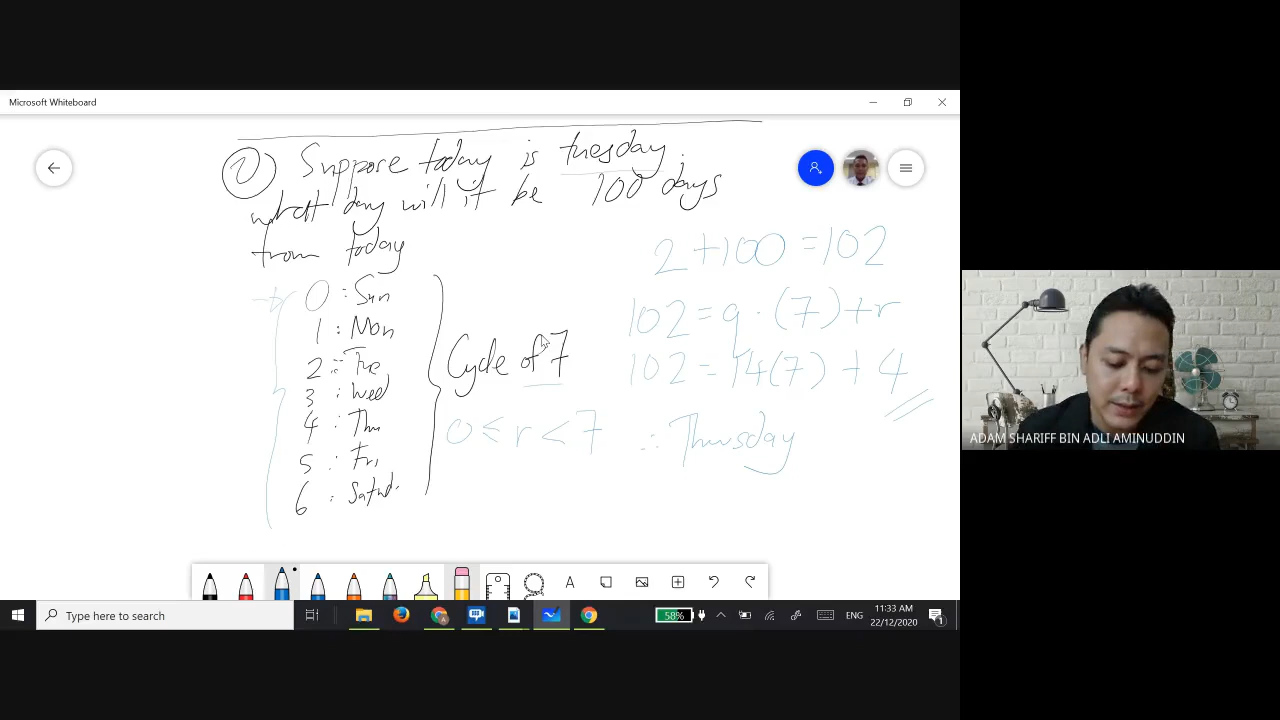 Microsoft Whiteboard
① Suppose today is tuesday.
what day will it be 100 days
from today
0 : Sun
1 : Mon
2 : Tue
3 : Wed
4 : Thu
5 : Fri,
6 : Satud.
Cycle of 7
0 ≤ r < 7
2 + 100 = 102
102 = q · (7) + r
102 = 14(7) + 4
∴ Thursday
ADAM SHARIFF BIN ADLI AMINUDDIN
A
Type here to search
58%
ENG
11:33 AM
22/12/2020
1